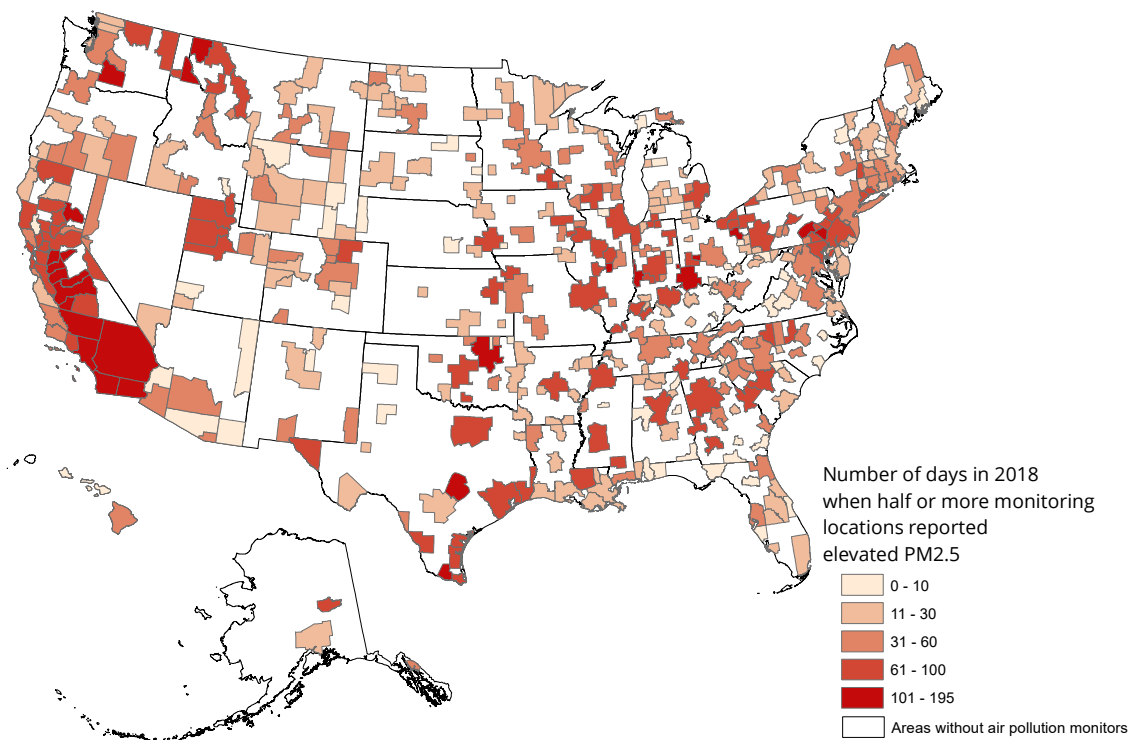 Number of days in 2018
when half or more monitoring
locations reported
elevated PM2.5
0 - 10
11 - 30
31 - 60
61 - 100
101 - 195
Areas without air pollution monitors